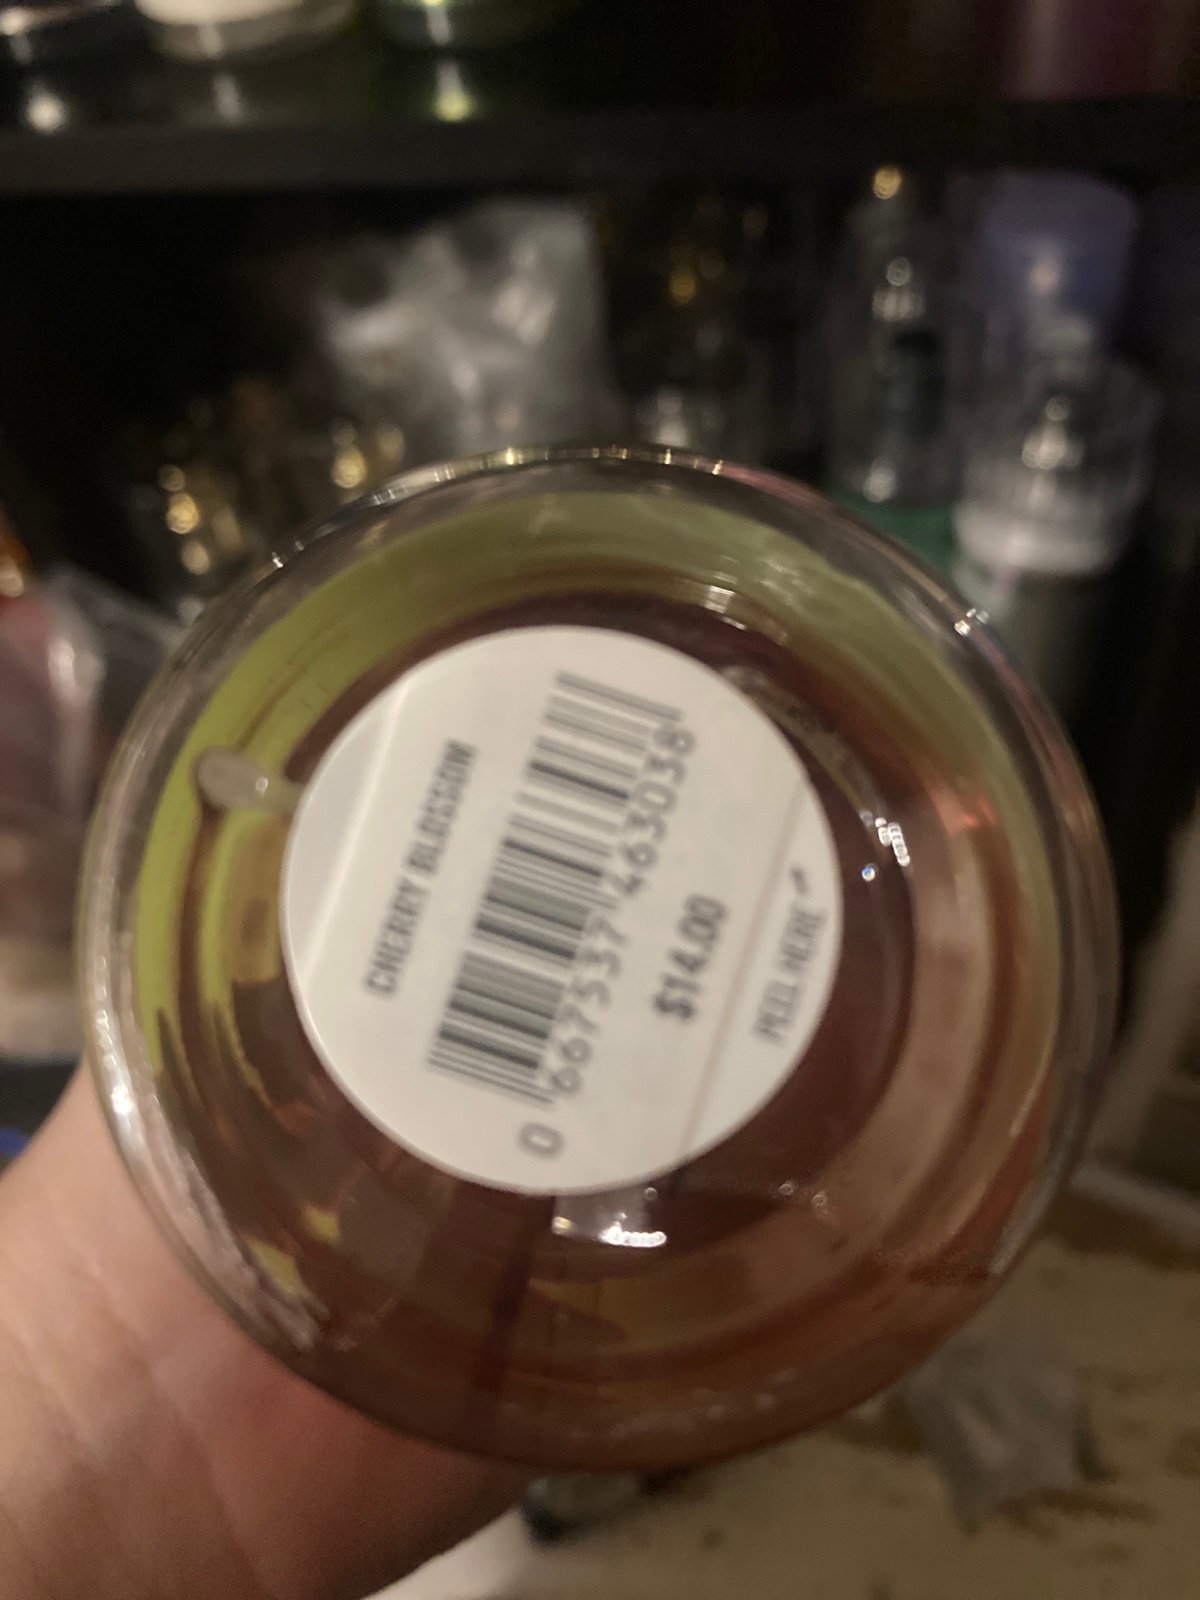 CHERRY BLOSSOM
0 667537 463038
$14.00
PEEL HERE